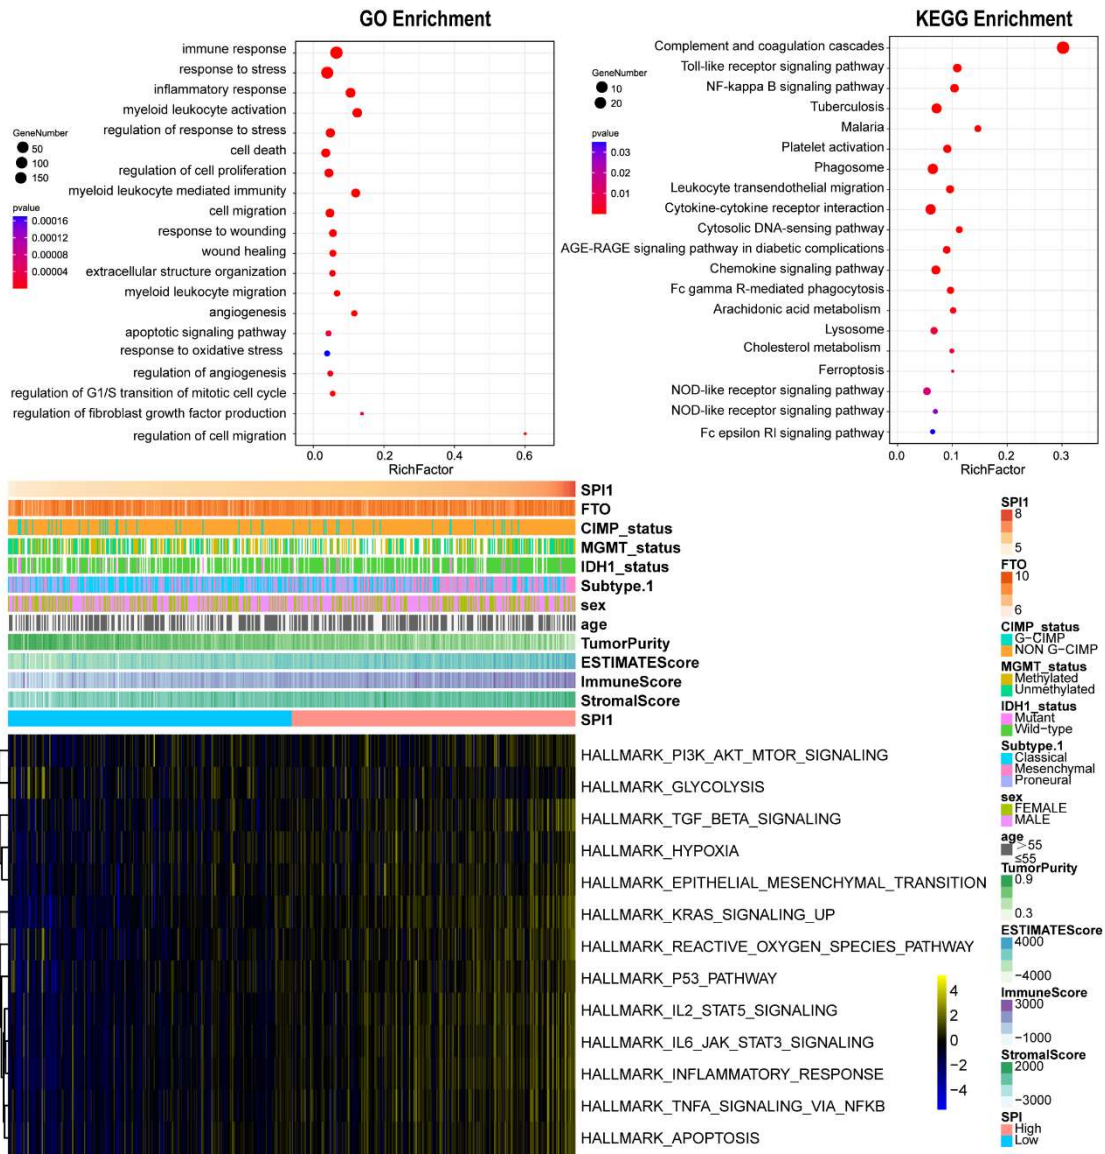 GO Enrichment
immune response
response to stress
inflammatory response
myeloid leukocyte activation
regulation of response to stress
cell death
regulation of cell proliferation
myeloid leukocyte mediated immunity
cell migration
response to wounding
wound healing
extracellular structure organization
myeloid leukocyte migration
angiogenesis
apoptotic signaling pathway
response to oxidative stress
regulation of angiogenesis
regulation of G1/S transition of mitotic cell cycle
regulation of fibroblast growth factor production
regulation of cell migration
GeneNumber
50
100
150
pvalue
0.00016
0.00012
0.00008
0.00004
0.0 0.2 0.4 0.6
RichFactor
KEGG Enrichment
Complement and coagulation cascades
Toll-like receptor signaling pathway
NF-kappa B signaling pathway
Tuberculosis
Malaria
Platelet activation
Phagosome
Leukocyte transendothelial migration
Cytokine-cytokine receptor interaction
Cytosolic DNA-sensing pathway
AGE-RAGE signaling pathway in diabetic complications
Chemokine signaling pathway
Fc gamma R-mediated phagocytosis
Arachidonic acid metabolism
Lysosome
Cholesterol metabolism
Ferroptosis
NOD-like receptor signaling pathway
NOD-like receptor signaling pathway
Fc epsilon RI signaling pathway
GeneNumber
10
20
pvalue
0.03
0.02
0.01
0.0 0.1 0.2 0.3
RichFactor
SPI1
FTO
CIMP_status
MGMT_status
IDH1_status
Subtype.1
sex
age
TumorPurity
ESTIMATEScore
ImmuneScore
StromalScore
SPI1
HALLMARK_PI3K_AKT_MTOR_SIGNALING
HALLMARK_GLYCOLYSIS
HALLMARK_TGF_BETA_SIGNALING
HALLMARK_HYPOXIA
HALLMARK_EPITHELIAL_MESENCHYMAL_TRANSITION
HALLMARK_KRAS_SIGNALING_UP
HALLMARK_REACTIVE_OXYGEN_SPECIES_PATHWAY
HALLMARK_P53_PATHWAY
HALLMARK_IL2_STAT5_SIGNALING
HALLMARK_IL6_JAK_STAT3_SIGNALING
HALLMARK_INFLAMMATORY_RESPONSE
HALLMARK_TNFA_SIGNALING_VIA_NFKB
HALLMARK_APOPTOSIS
4
2
0
−2
−4
SPI1
8
5
FTO
10
6
CIMP_status
G−CIMP
NON G−CIMP
MGMT_status
Methylated
Unmethylated
IDH1_status
Mutant
Wild−type
Subtype.1
Classical
Mesenchymal
Proneural
sex
FEMALE
MALE
age
>55
≤55
TumorPurity
0.9
0.3
ESTIMATEScore
4000
−4000
ImmuneScore
3000
−1000
StromalScore
2000
−3000
SPI
High
Low